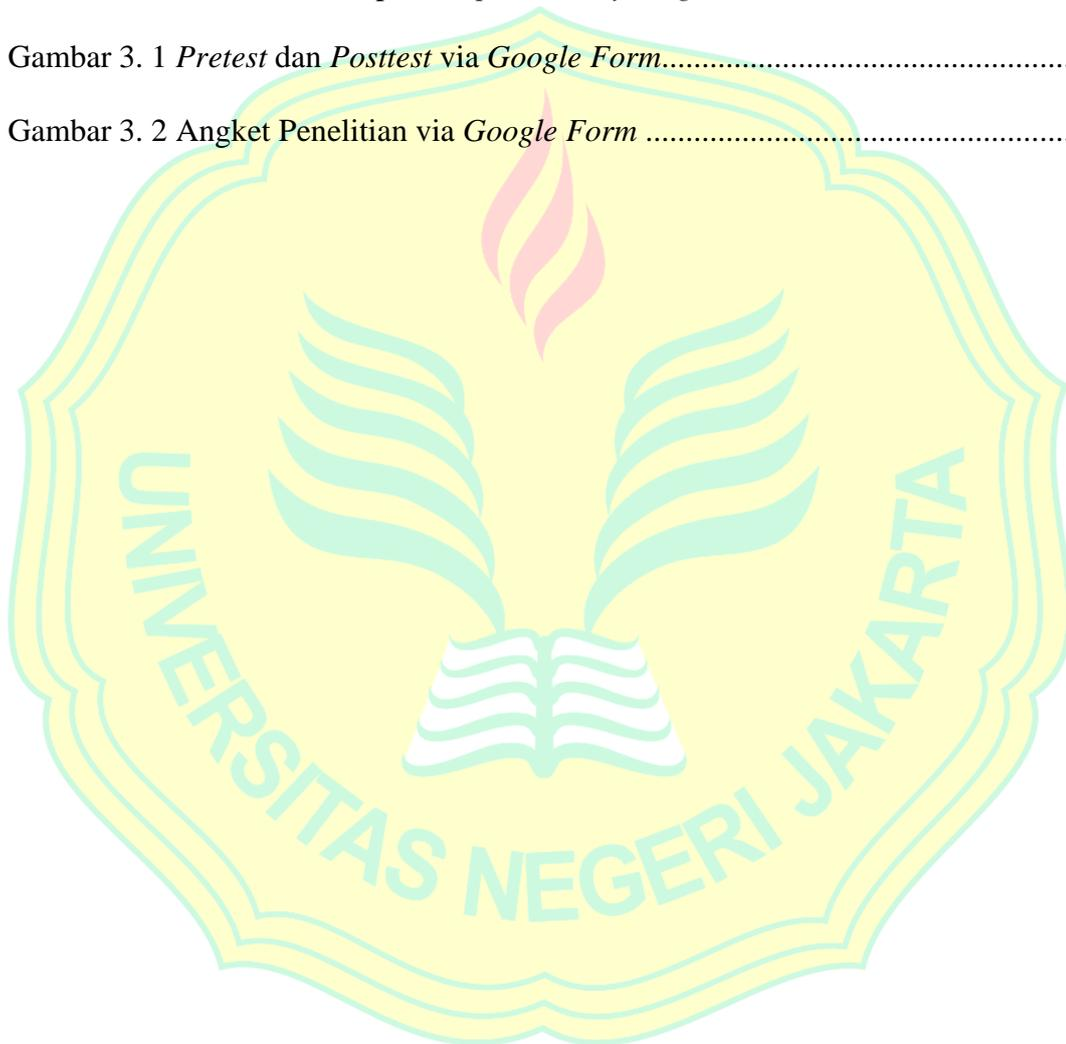 Gambar 3. 1 Pretest dan Posttest via Google Form..................................................
Gambar 3. 2 Angket Penelitian via Google Form ....................................................
UNIVERSITAS NEGERI JAKARTA